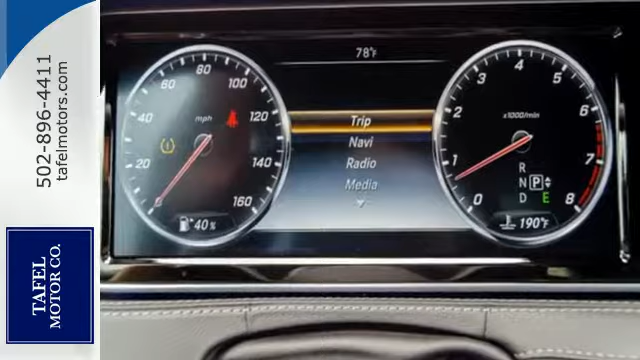 502-896-4411
tafelmotors.com
TAFEL
MOTOR CO.
78°F
0 20 40 60 80 100 120 140 160
mph
40%
Trip
Navi
Radio
Media
0 1 2 3 4 5 6 7 8
x1000/min
R
N P
D E
190°F